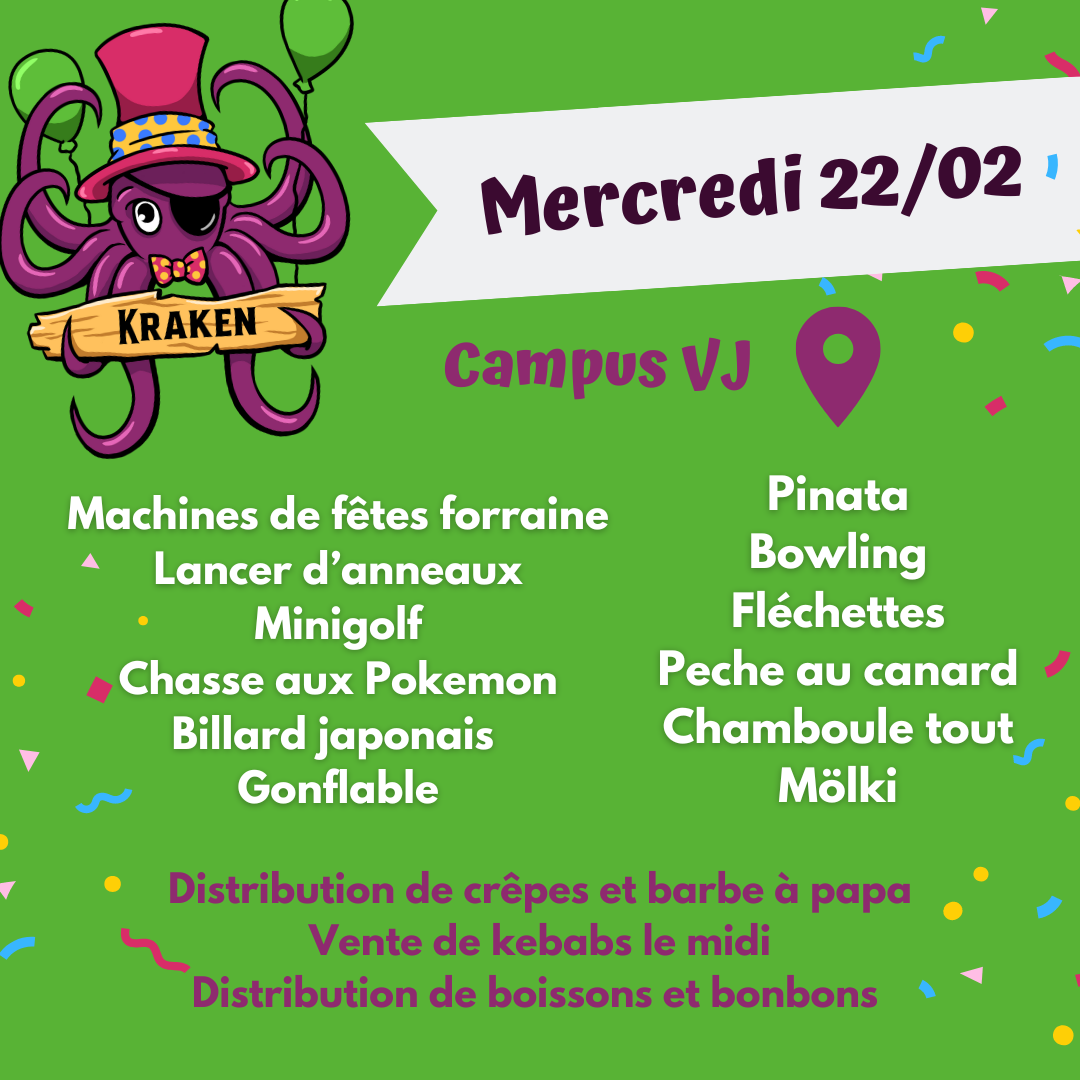 Kraken
Mercredi 22/02
Campus VJ
Machines de fêtes forraine
Lancer d’anneaux
Minigolf
Chasse aux Pokemon
Billard japonais
Gonflable
Pinata
Bowling
Fléchettes
Peche au canard
Chamboule tout
Mölki
Distribution de crêpes et barbe à papa
Vente de kebabs le midi
Distribution de boissons et bonbons